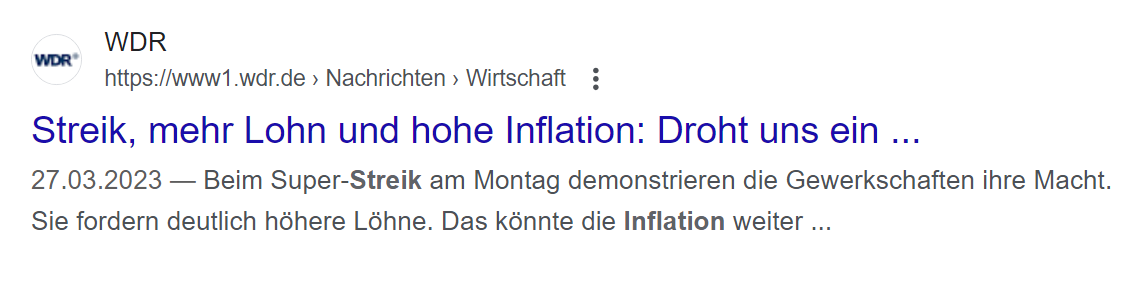 WDR
WDR®
https://www1.wdr.de › Nachrichten › Wirtschaft
Streik, mehr Lohn und hohe Inflation: Droht uns ein ...
27.03.2023 — Beim Super-Streik am Montag demonstrieren die Gewerkschaften ihre Macht.
Sie fordern deutlich höhere Löhne. Das könnte die Inflation weiter ...